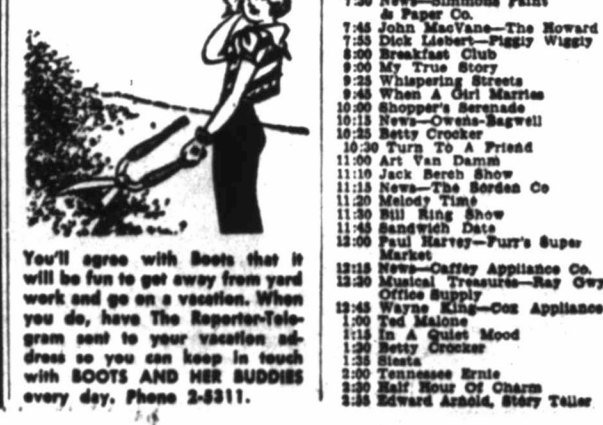 You'll agree with Boots that it
will be fun to get away from yard
work and go on a vacation. When
you do, have The Reporter-Tele-
gram sent to your vacation ad-
dress so you can keep in touch
with BOOTS AND HER BUDDIES
every day. Phone 2-5311.
7:30 News—Simmons Paint
& Paper Co.
7:45 John MacVane—The Howard
7:55 Dick Liebert—Piggly Wiggly
8:00 Breakfast Club
9:00 My True Story
9:25 Whispering Streets
9:45 When A Girl Marries
10:00 Shopper's Serenade
10:15 News—Owens-Bagwell
10:25 Betty Crocker
10:30 Turn To A Friend
11:00 Art Van Damm
11:10 Jack Berch Show
11:15 News—The Borden Co
11:20 Melody Time
11:30 Bill Ring Show
11:45 Sandwich Date
12:00 Paul Harvey—Furr's Super
Market
12:15 News—Caffey Appliance Co.
12:30 Musical Treasures—Ray Gwy
Office Supply
12:45 Wayne King—Cox Appliance
1:00 Ted Malone
1:15 In A Quiet Mood
1:30 Betty Crocker
1:35 Siesta
2:00 Tennessee Ernie
2:30 Half Hour Of Charm
2:55 Edward Arnold, Story Teller